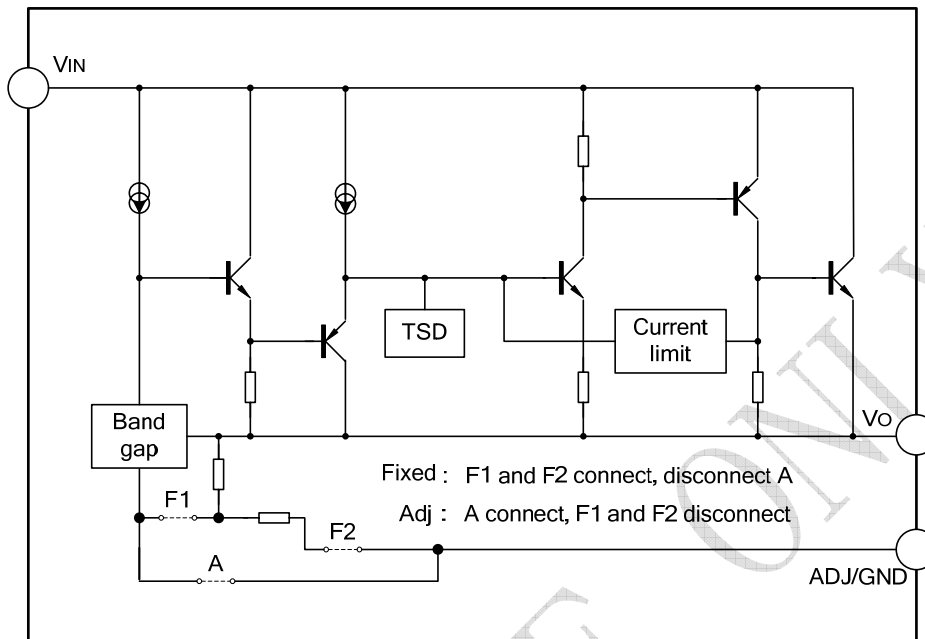 VIN
TSD
Current
limit
Band
gap
VO
Fixed : F1 and F2 connect, disconnect A
F1
Adj : A connect, F1 and F2 disconnect
F2
A
ADJ/GND